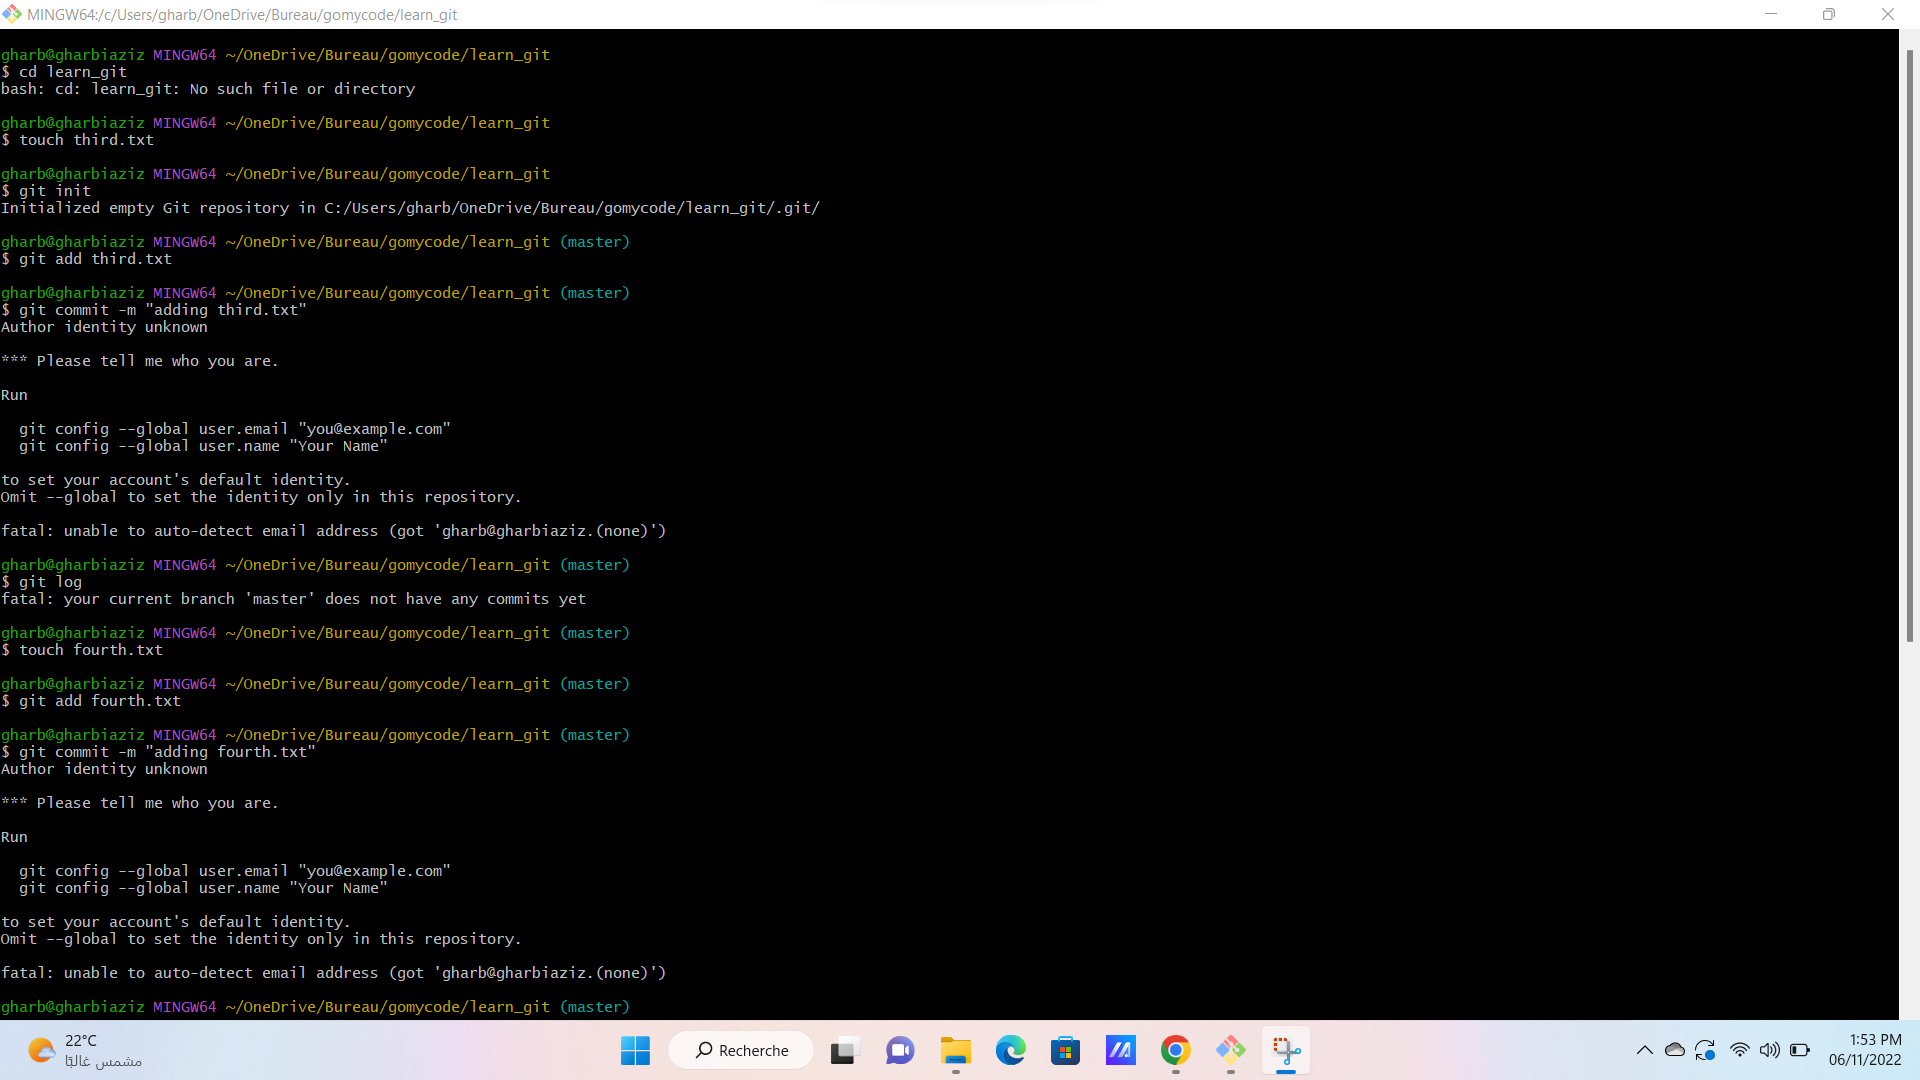 MINGW64:/c/Users/gharb/OneDrive/Bureau/gomycode/learn_git
gharb@gharbiaziz MINGW64 ~/OneDrive/Bureau/gomycode/learn_git
$ cd learn_git
bash: cd: learn_git: No such file or directory
gharb@gharbiaziz MINGW64 ~/OneDrive/Bureau/gomycode/learn_git
$ touch third.txt
gharb@gharbiaziz MINGW64 ~/OneDrive/Bureau/gomycode/learn_git
$ git init
Initialized empty Git repository in C:/Users/gharb/OneDrive/Bureau/gomycode/learn_git/.git/
gharb@gharbiaziz MINGW64 ~/OneDrive/Bureau/gomycode/learn_git (master)
$ git add third.txt
gharb@gharbiaziz MINGW64 ~/OneDrive/Bureau/gomycode/learn_git (master)
$ git commit -m "adding third.txt"
Author identity unknown
*** Please tell me who you are.
Run
git config --global user.email "you@example.com"
git config --global user.name "Your Name"
to set your account's default identity.
Omit --global to set the identity only in this repository.
fatal: unable to auto-detect email address (got 'gharb@gharbiaziz.(none)')
gharb@gharbiaziz MINGW64 ~/OneDrive/Bureau/gomycode/learn_git (master)
$ git log
fatal: your current branch 'master' does not have any commits yet
gharb@gharbiaziz MINGW64 ~/OneDrive/Bureau/gomycode/learn_git (master)
$ touch fourth.txt
gharb@gharbiaziz MINGW64 ~/OneDrive/Bureau/gomycode/learn_git (master)
$ git add fourth.txt
gharb@gharbiaziz MINGW64 ~/OneDrive/Bureau/gomycode/learn_git (master)
$ git commit -m "adding fourth.txt"
Author identity unknown
*** Please tell me who you are.
Run
git config --global user.email "you@example.com"
git config --global user.name "Your Name"
to set your account's default identity.
Omit --global to set the identity only in this repository.
fatal: unable to auto-detect email address (got 'gharb@gharbiaziz.(none)')
gharb@gharbiaziz MINGW64 ~/OneDrive/Bureau/gomycode/learn_git (master)
22°C
مشمس غالبًا
Recherche
1:53 PM
06/11/2022